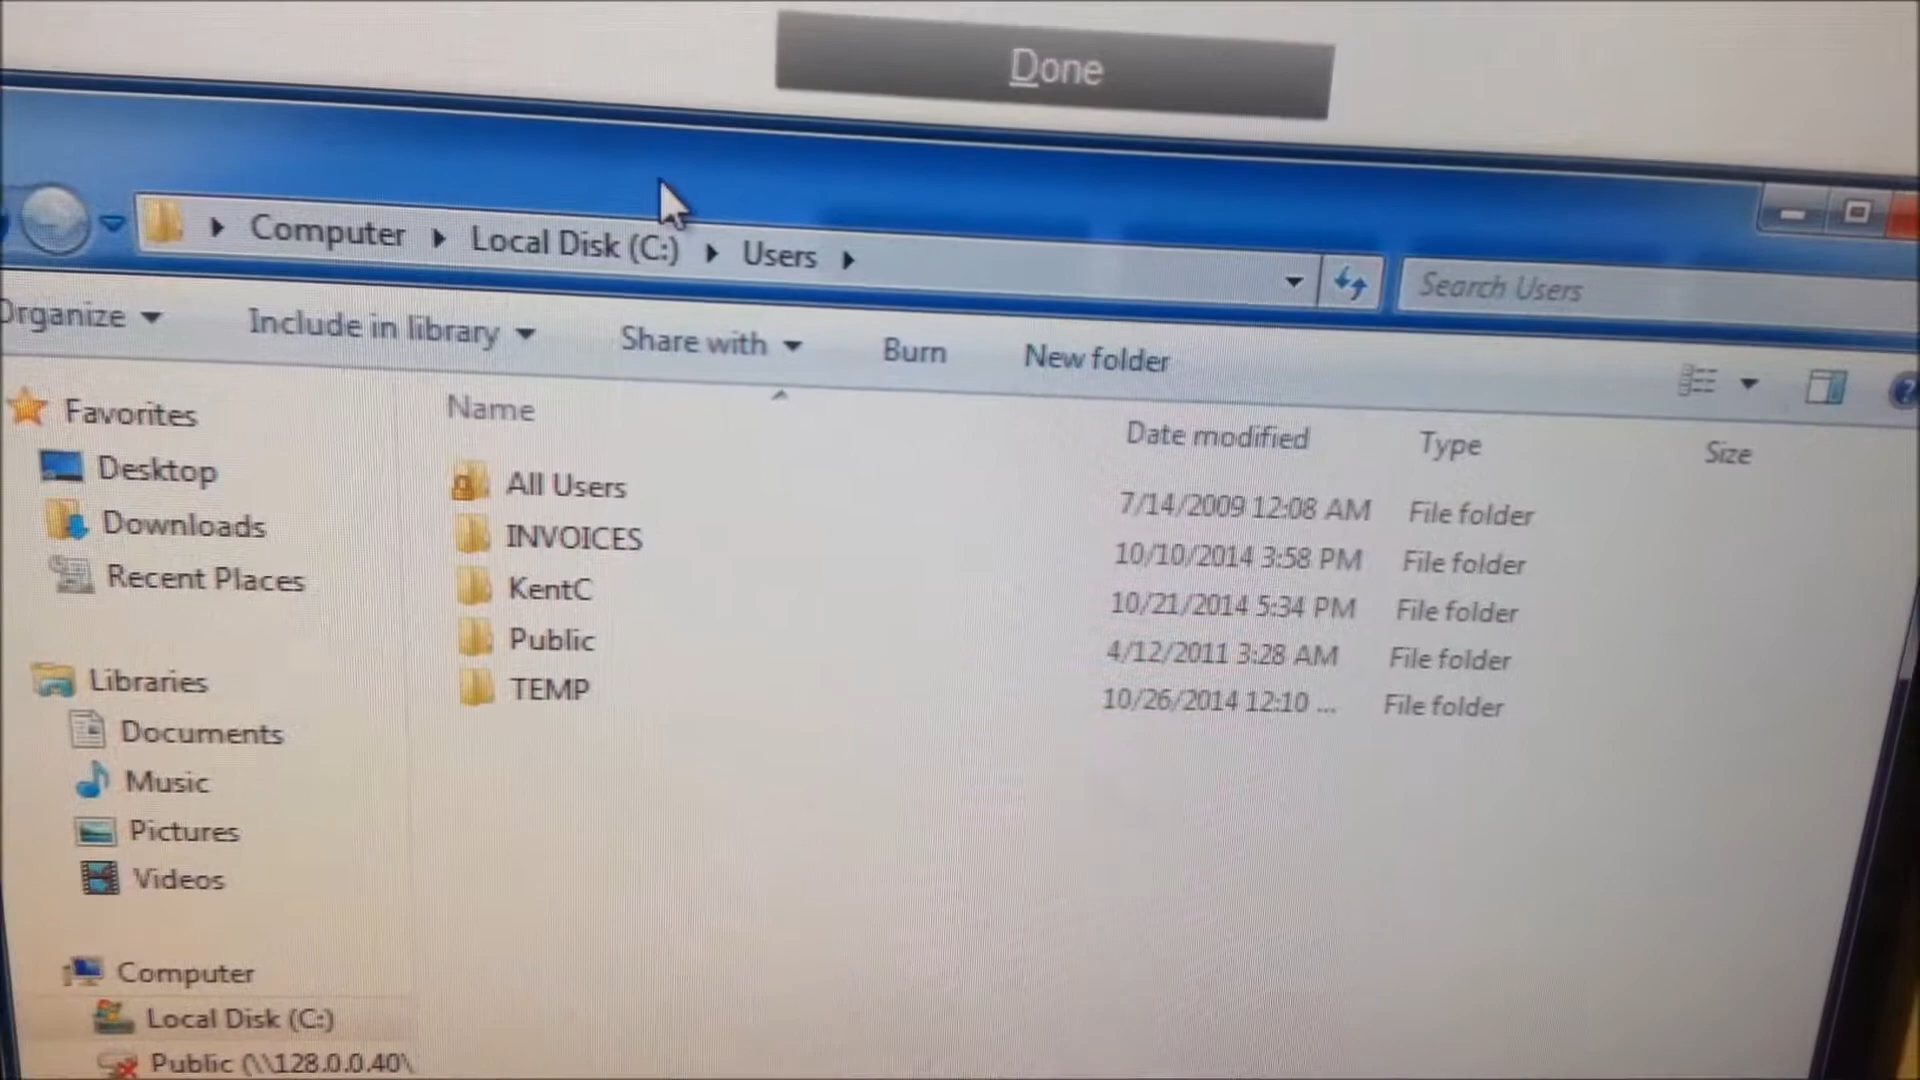 Done
Computer Local Disk (C:) Users
Search Users
Organize Include in library Share with Burn New folder
Favorites
Desktop
Downloads
Recent Places
Libraries
Documents
Music
Pictures
Videos
Computer
Local Disk (C:)
Public (\\128.0.0.40\
Name Date modified Type Size
All Users 7/14/2009 12:08 AM File folder
INVOICES 10/10/2014 3:58 PM File folder
KentC 10/21/2014 5:34 PM File folder
Public 4/12/2011 3:28 AM File folder
TEMP 10/26/2014 12:10 ... File folder